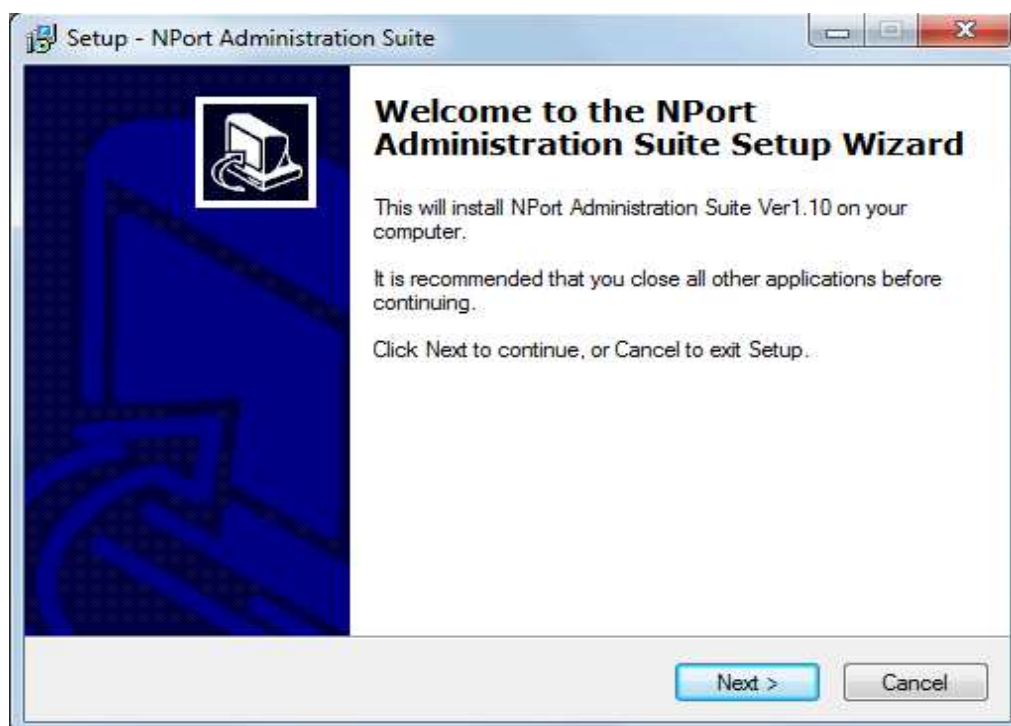 Setup - NPort Administration Suite
Welcome to the NPort
Administration Suite Setup Wizard
This will install NPort Administration Suite Ver1.10 on your
computer.
It is recommended that you close all other applications before
continuing.
Click Next to continue, or Cancel to exit Setup.
Next >
Cancel